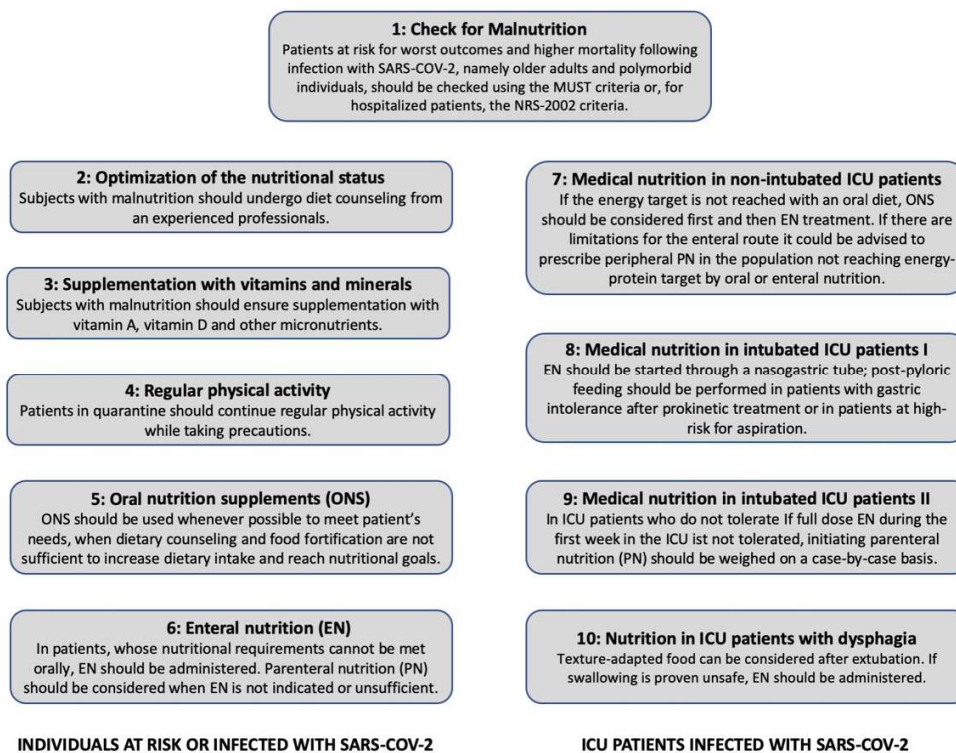 1: Check for Malnutrition
Patients at risk for worst outcomes and higher mortality following
infection with SARS-COV-2, namely older adults and polymorbid
individuals, should be checked using the MUST criteria or, for
hospitalized patients, the NRS-2002 criteria.
2: Optimization of the nutritional status
Subjects with malnutrition should undergo diet counseling from
an experienced professionals.
3: Supplementation with vitamins and minerals
Subjects with malnutrition should ensure supplementation with
vitamin A, vitamin D and other micronutrients.
4: Regular physical activity
Patients in quarantine should continue regular physical activity
while taking precautions.
5: Oral nutrition supplements (ONS)
ONS should be used whenever possible to meet patient's
needs, when dietary counseling and food fortification are not
sufficient to increase dietary intake and reach nutritional goals.
6: Enteral nutrition (EN)
In patients, whose nutritional requirements cannot be met
orally, EN should be administered. Parenteral nutrition (PN)
should be considered when EN is not indicated or unsufficient.
INDIVIDUALS AT RISK OR INFECTED WITH SARS-COV-2
7: Medical nutrition in non-intubated ICU patients
If the energy target is not reached with an oral diet, ONS
should be considered first and then EN treatment. If there are
limitations for the enteral route it could be advised to
prescribe peripheral PN in the population not reaching energy-
protein target by oral or enteral nutrition.
8: Medical nutrition in intubated ICU patients I
EN should be started through a nasogastric tube; post-pyloric
feeding should be performed in patients with gastric
intolerance after prokinetic treatment or in patients at high-
risk for aspiration.
9: Medical nutrition in intubated ICU patients II
In ICU patients who do not tolerate If full dose EN during the
first week in the ICU ist not tolerated, initiating parenteral
nutrition (PN) should be weighed on a case-by-case basis.
10: Nutrition in ICU patients with dysphagia
Texture-adapted food can be considered after extubation. If
swallowing is proven unsafe, EN should be administered.
ICU PATIENTS INFECTED WITH SARS-COV-2